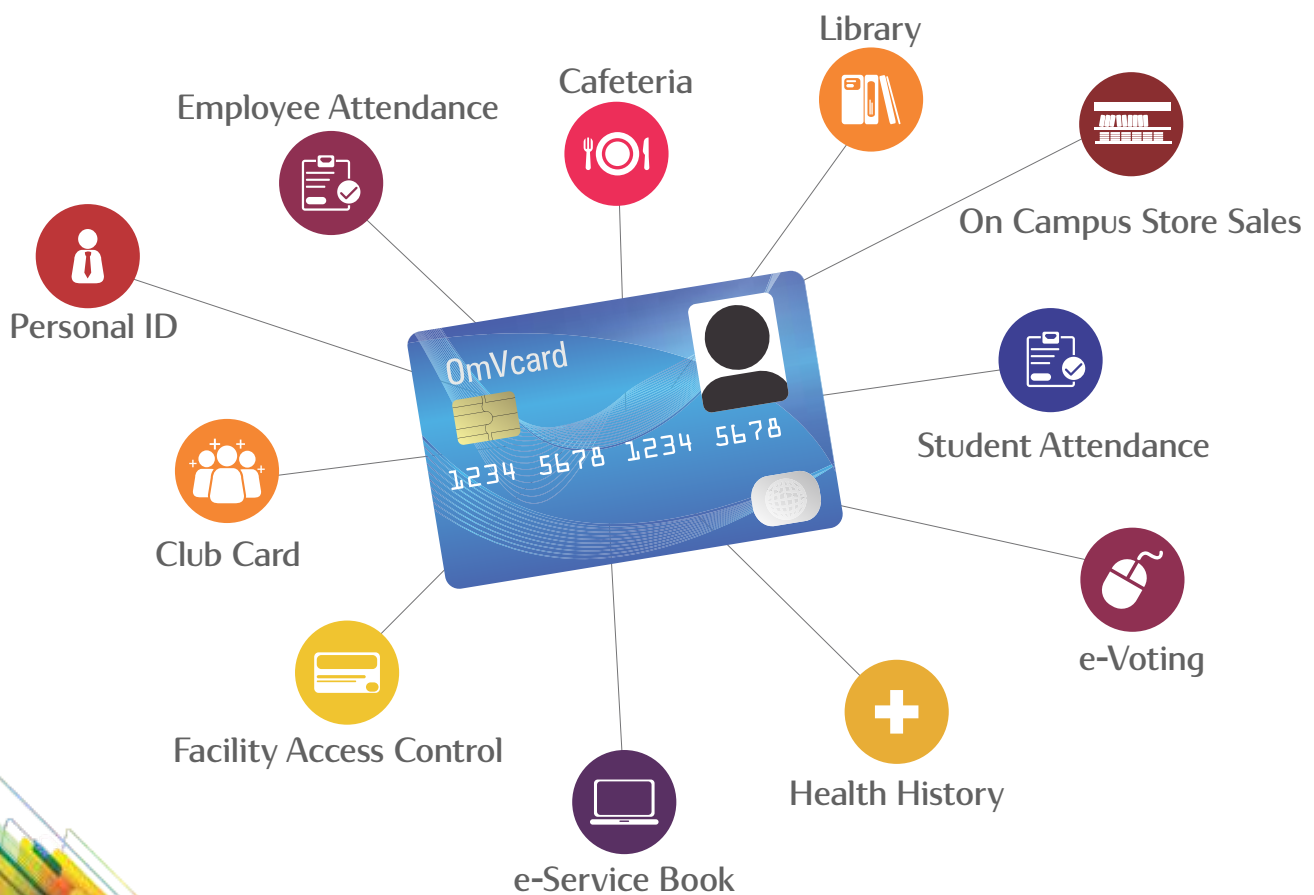 Library
Cafeteria
Employee Attendance
On Campus Store Sales
Personal ID
OmVcard
1234 5678 1234 5678
Student Attendance
Club Card
e-Voting
Facility Access Control
Health History
e-Service Book